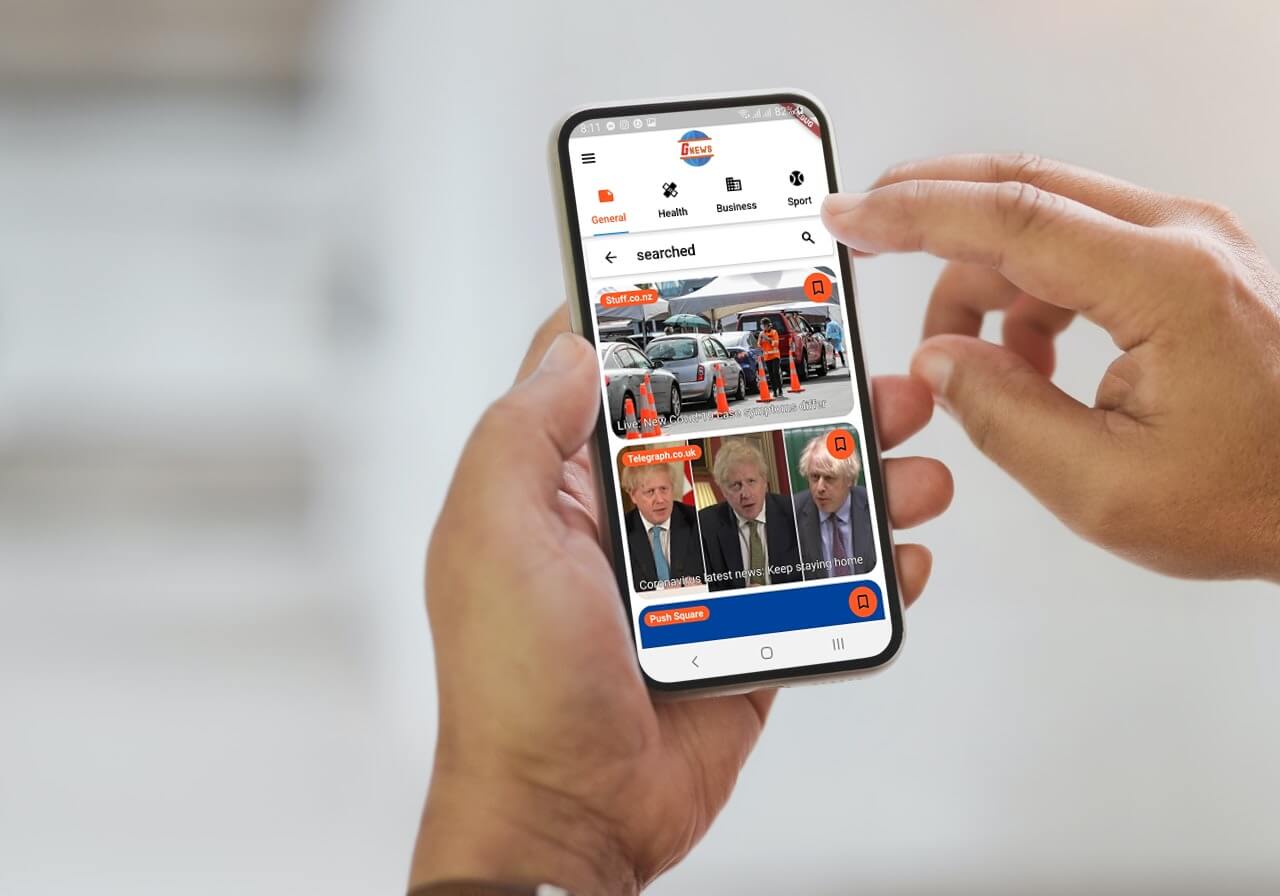 8:11 82%
DEBUG
GNEWS
General Health Business Sport
searched
Stuff.co.nz
Live: New Covid-19 case symptoms differ
Telegraph.co.uk
Coronavirus latest news: Keep staying home
Push Square